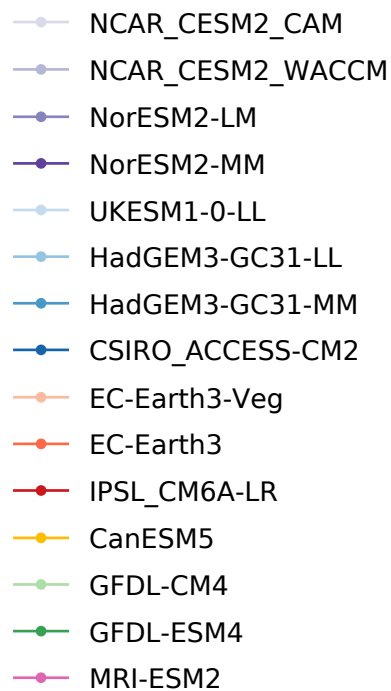 NCAR_CESM2_CAM
NCAR_CESM2_WACCM
NorESM2-LM
NorESM2-MM
UKESM1-0-LL
HadGEM3-GC31-LL
HadGEM3-GC31-MM
CSIRO_ACCESS-CM2
EC-Earth3-Veg
EC-Earth3
IPSL_CM6A-LR
CanESM5
GFDL-CM4
GFDL-ESM4
MRI-ESM2